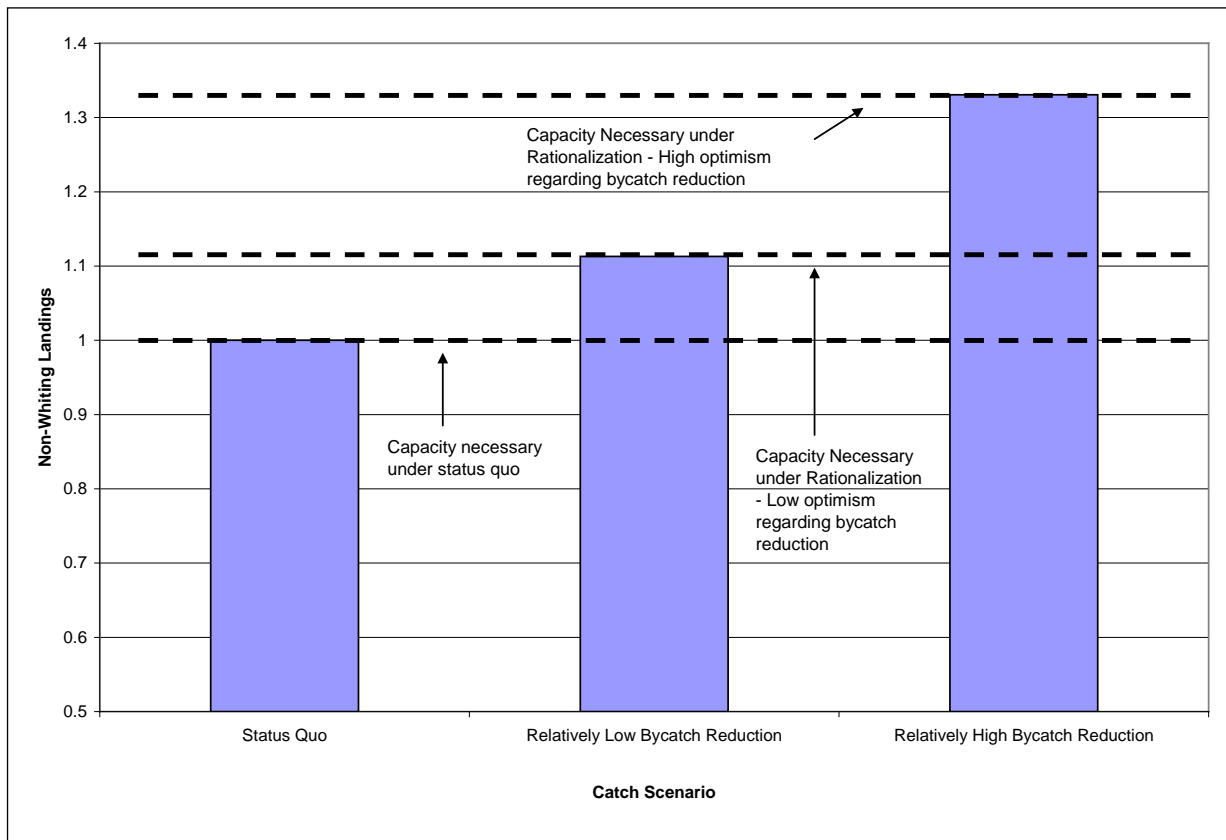 1.4
1.3
1.2
1.1
1
0.9
0.8
0.7
0.6
0.5
Non-Whiting Landings
Capacity Necessary under
Rationalization - High optimism
regarding bycatch reduction
Capacity necessary
under status quo
Capacity Necessary
under Rationalization
- Low optimism
regarding bycatch
reduction
Status Quo
Relatively Low Bycatch Reduction
Relatively High Bycatch Reduction
Catch Scenario